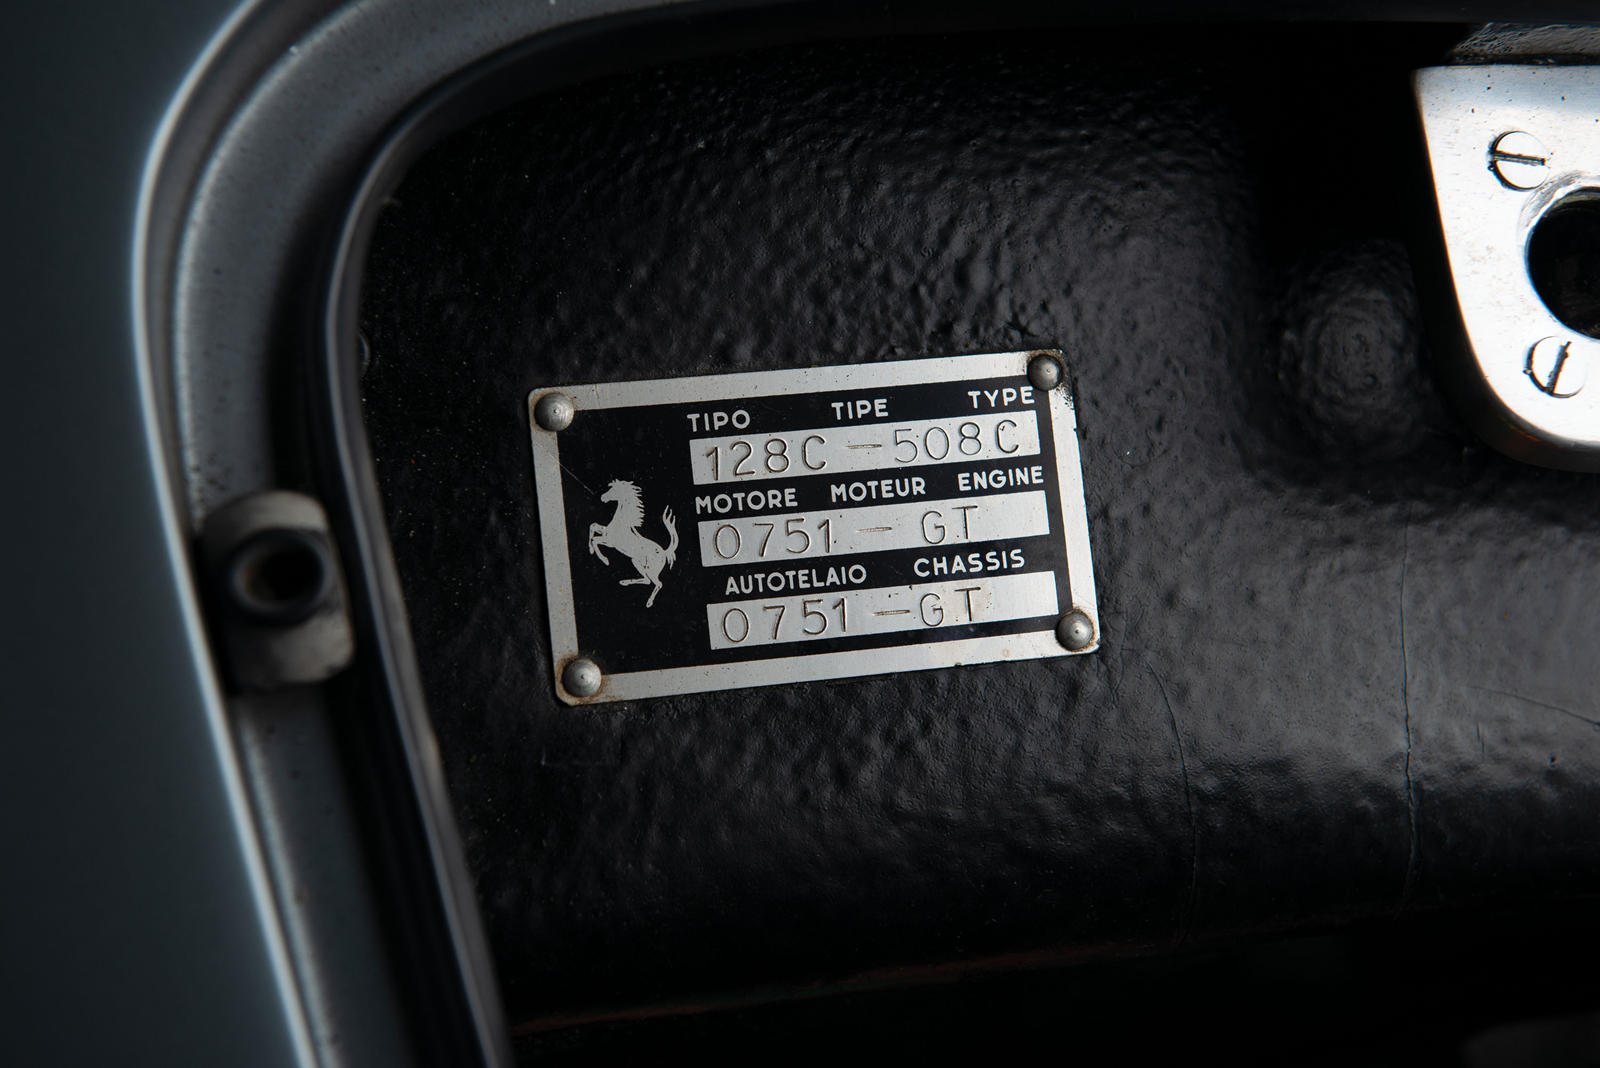 TIPO TIPE TYPE
128C - 508C
MOTORE MOTEUR ENGINE
0751 - GT
AUTOTELAIO CHASSIS
0751 - GT